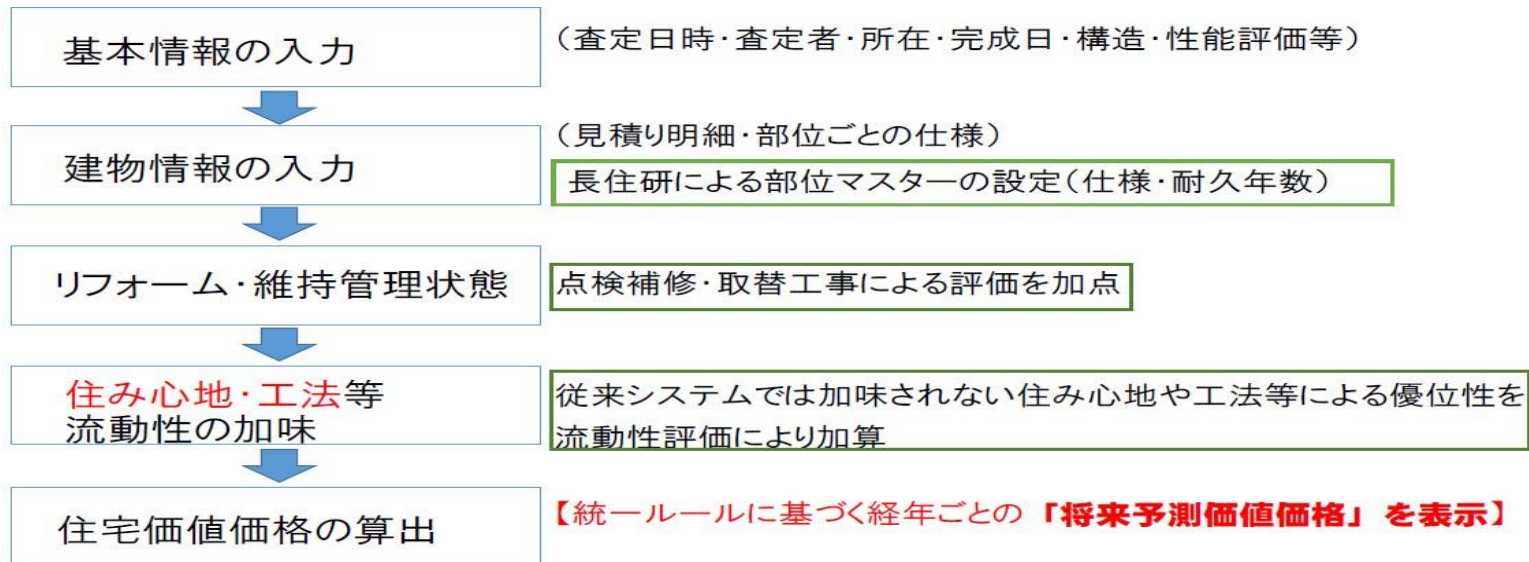 基本情報の入力
（査定日時・査定者・所在・完成日・構造・性能評価等）
建物情報の入力
（見積り明細・部位ごとの仕様）
長住研による部位マスターの設定（仕様・耐久年数）
リフォーム・維持管理状態
点検補修・取替工事による評価を加点
住み心地・工法等
流動性の加味
従来システムでは加味されない住み心地や工法等による優位性を
流動性評価により加算
住宅価値価格の算出
【統一ルールに基づく経年ごとの「将来予測価値価格」を表示】